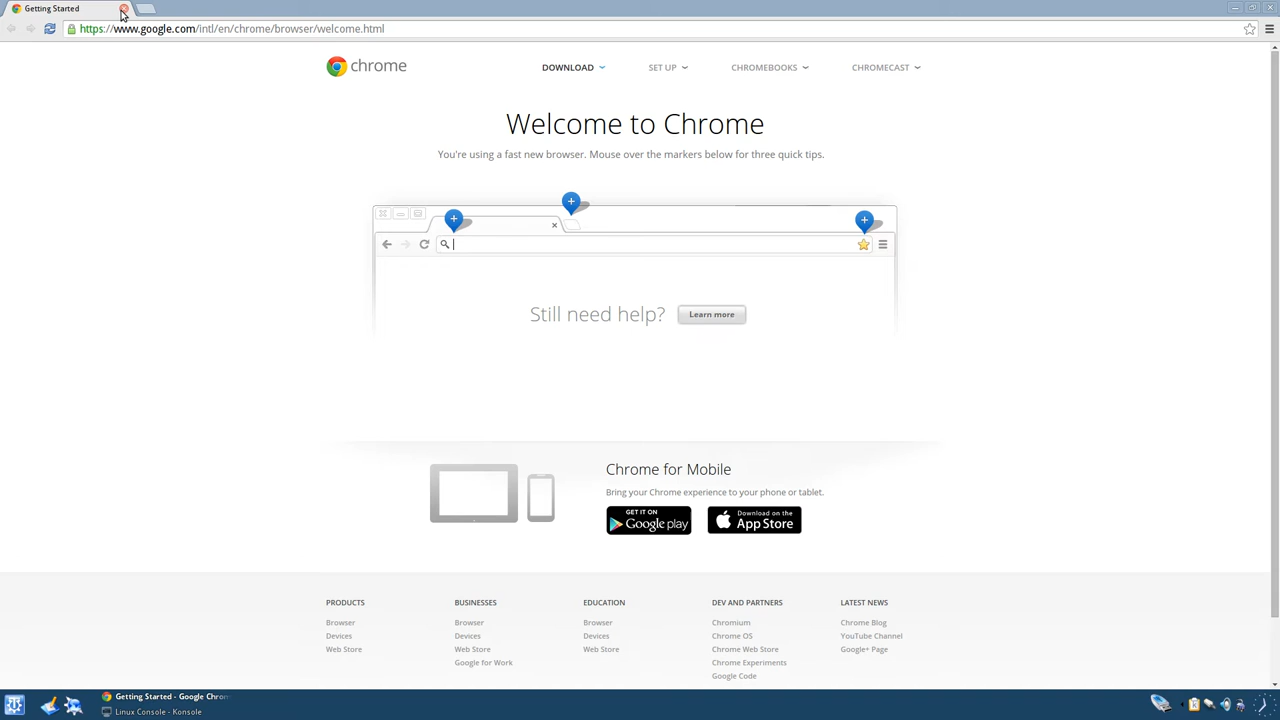 Getting Started
https://www.google.com/intl/en/chrome/browser/welcome.html
chrome
DOWNLOAD
SET UP
CHROMEBOOKS
CHROMECAST
Welcome to Chrome
You're using a fast new browser. Mouse over the markers below for three quick tips.
Still need help?
Learn more
Chrome for Mobile
Bring your Chrome experience to your phone or tablet.
GET IT ON
Google play
Download on the
App Store
PRODUCTS
Browser
Devices
Web Store
BUSINESSES
Browser
Devices
Web Store
Google for Work
EDUCATION
Browser
Devices
Web Store
DEV AND PARTNERS
Chromium
Chrome OS
Chrome Web Store
Chrome Experiments
Google Code
LATEST NEWS
Chrome Blog
YouTube Channel
Google+ Page
Getting Started - Google Chrom
Linux Console - Konsole